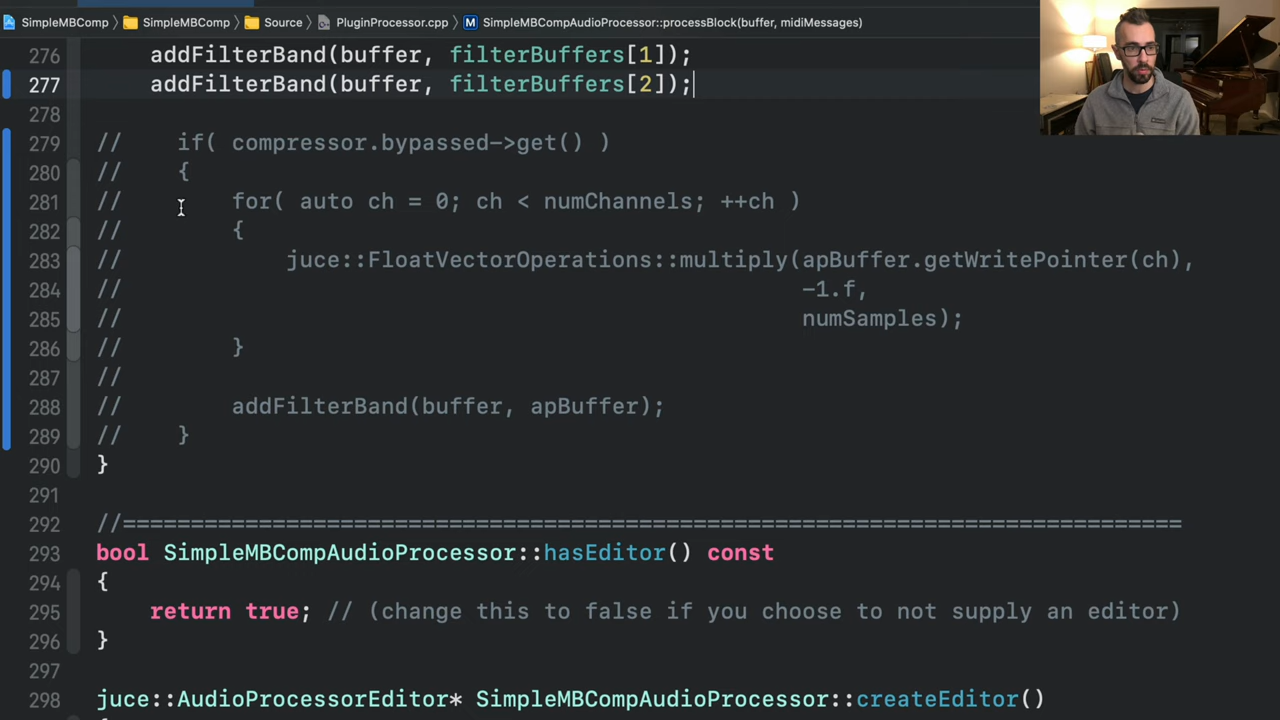 SimpleMBComp > SimpleMBComp > Source > PluginProcessor.cpp > M SimpleMBCompAudioProcessor::processBlock(buffer, midiMessages)
276 addFilterBand(buffer, filterBuffers[1]);
277 addFilterBand(buffer, filterBuffers[2]);
278
279 // if( compressor.bypassed->get() )
280 // {
281 // for( auto ch = 0; ch < numChannels; ++ch )
282 // {
283 // juce::FloatVectorOperations::multiply(apBuffer.getWritePointer(ch),
284 // -1.f,
285 // numSamples);
286 // }
287 //
288 // addFilterBand(buffer, apBuffer);
289 // }
290 }
291
292 //==============================================================================
293 bool SimpleMBCompAudioProcessor::hasEditor() const
294 {
295 return true; // (change this to false if you choose to not supply an editor)
296 }
297
298 juce::AudioProcessorEditor* SimpleMBCompAudioProcessor::createEditor()